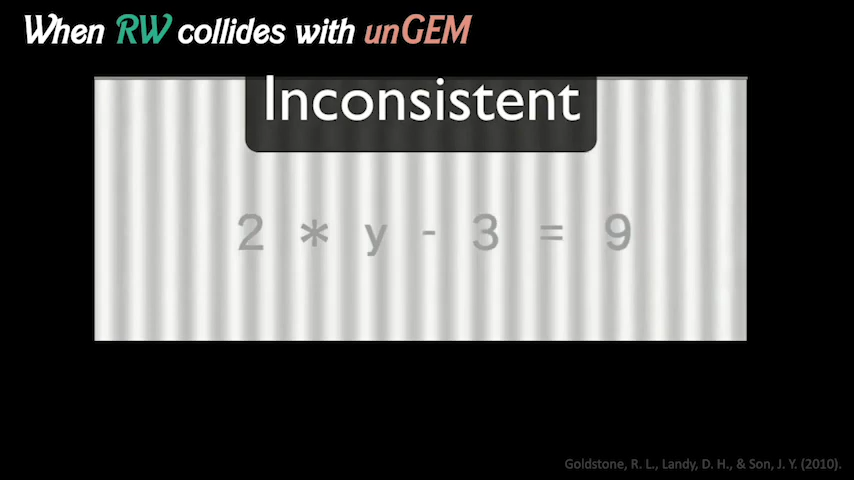 When RW collides with unGEM
Inconsistent
2 * y - 3 = 9
Goldstone, R. L., Landy, D. H., & Son, J. Y. (2010).